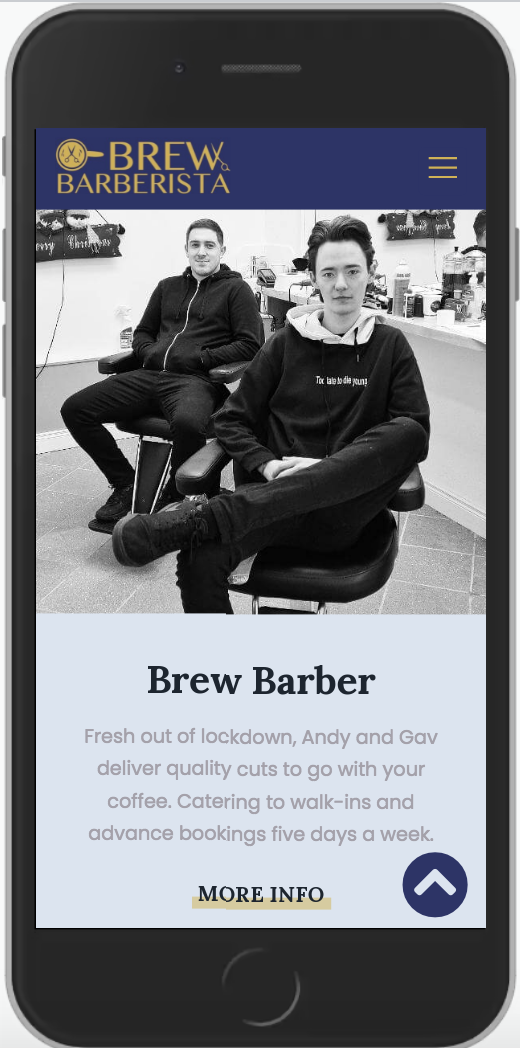 BREW
BARBERISTA
Too late to die young
Brew Barber
Fresh out of lockdown, Andy and Gav
deliver quality cuts to go with your
coffee. Catering to walk-ins and
advance bookings five days a week.
MORE INFO